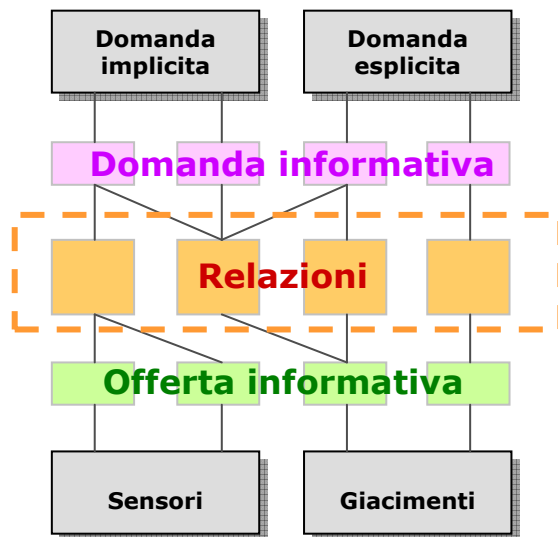 Domanda
implicita
Domanda
esplicita
Domanda informativa
Relazioni
Offerta informativa
Sensori
Giacimenti